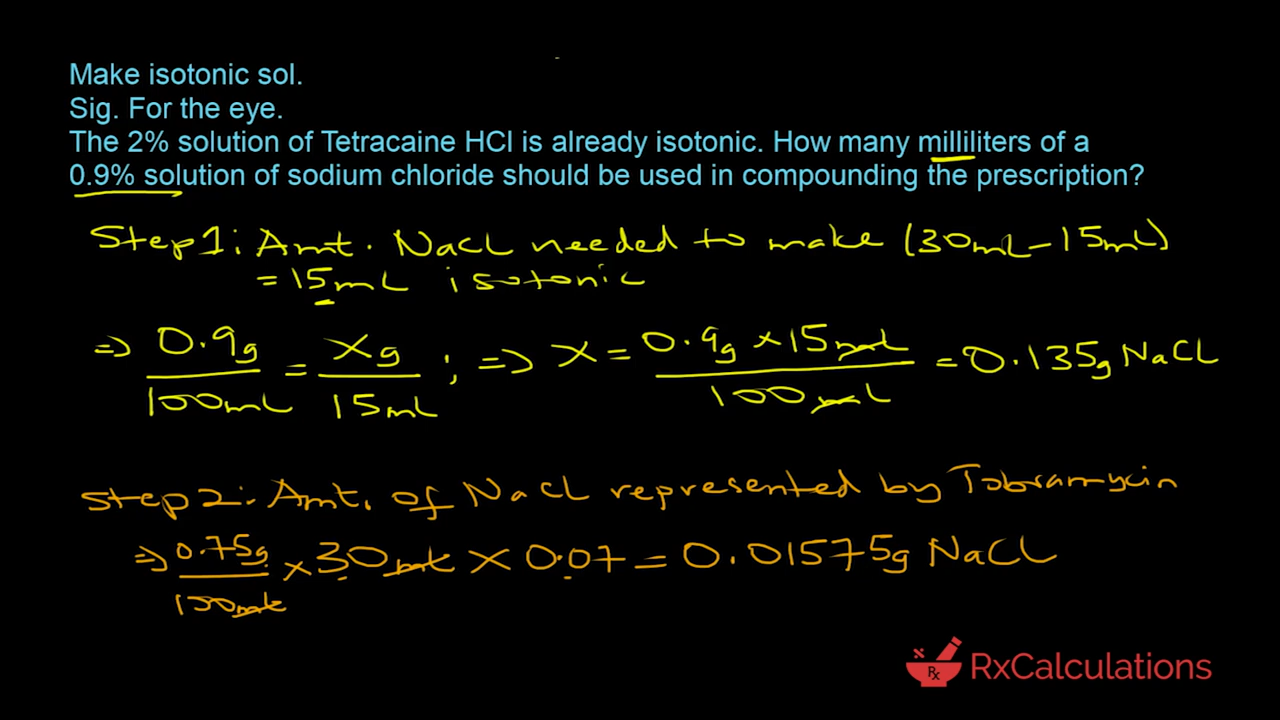 Make isotonic sol.
Sig. For the eye.
The 2% solution of Tetracaine HCl is already isotonic. How many milliliters of a
0.9% solution of sodium chloride should be used in compounding the prescription?
Step 1: Amt. NaCL needed to make (30mL - 15mL)
= 15mL isotonic
⇒ 0.9g/100mL = Xg/15mL ; ⇒ X = 0.9g × 15mL/100mL = 0.135g NaCL
Step 2: Amt. of NaCL represented by Tobramycin
⇒ 0.75g/100mL × 30mL × 0.07 = 0.01575g NaCL
Rx RxCalculations